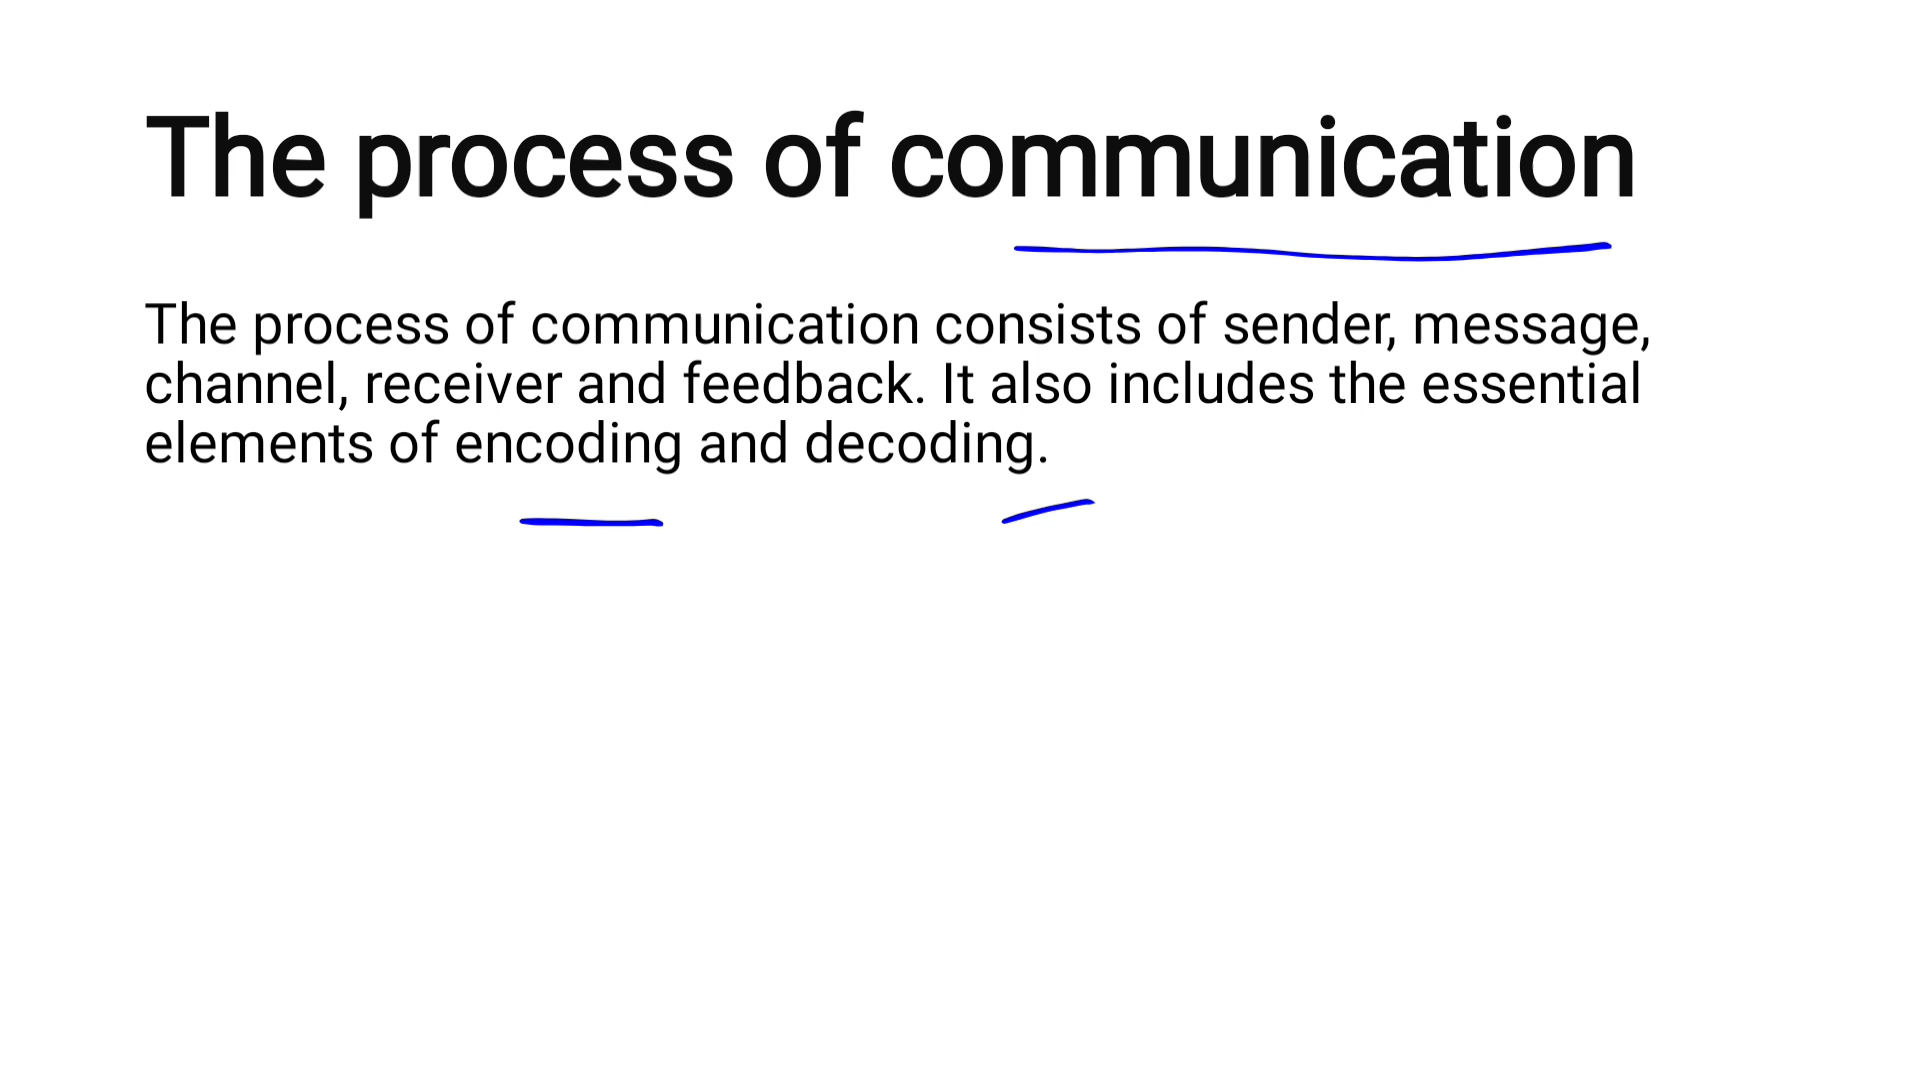 The process of communication
The process of communication consists of sender, message,
channel, receiver and feedback. It also includes the essential
elements of encoding and decoding.